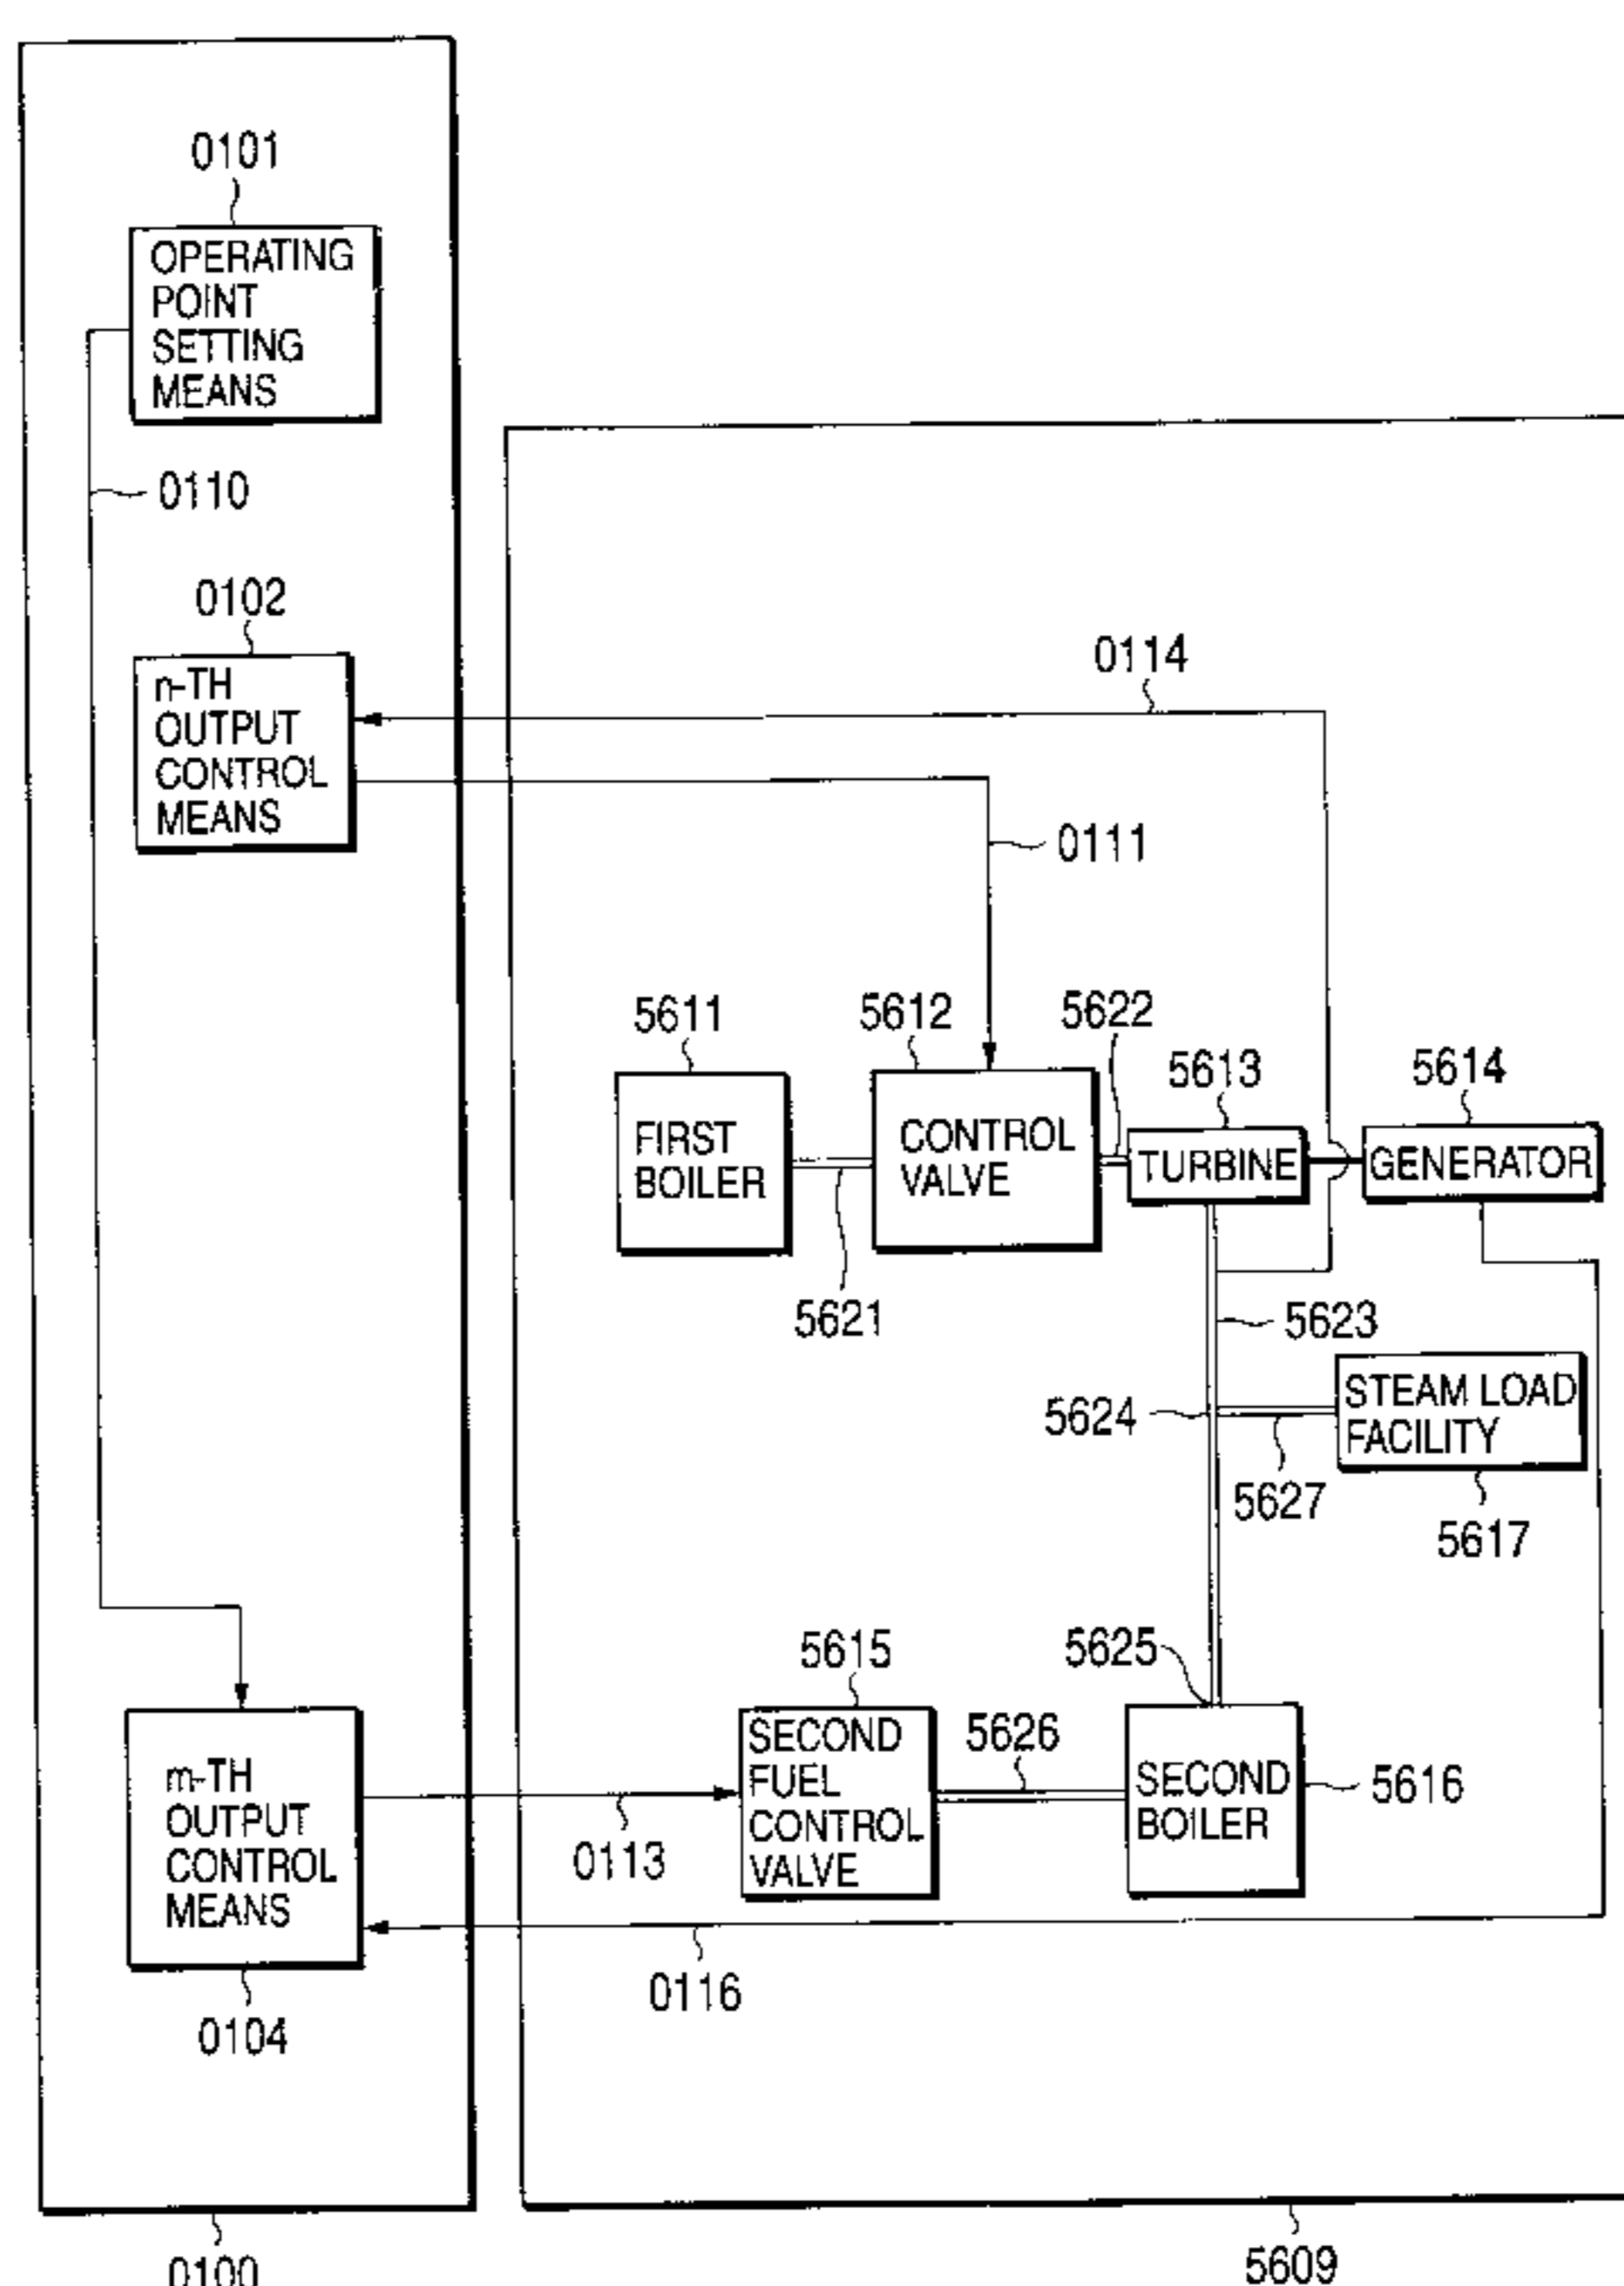 0101
OPERATING
POINT
SETTING
MEANS
0110
0102
n-TH
OUTPUT
CONTROL
MEANS
0114
0111
5611
5612
5622
5613
5614
FIRST
BOILER
CONTROL
VALVE
TURBINE
GENERATOR
5621
5623
5624
STEAM LOAD
FACILITY
5627
5617
5615
5625
SECOND
FUEL
CONTROL
VALVE
5626
SECOND
BOILER
5616
m-TH
OUTPUT
CONTROL
MEANS
0113
0116
0104
0100
5609